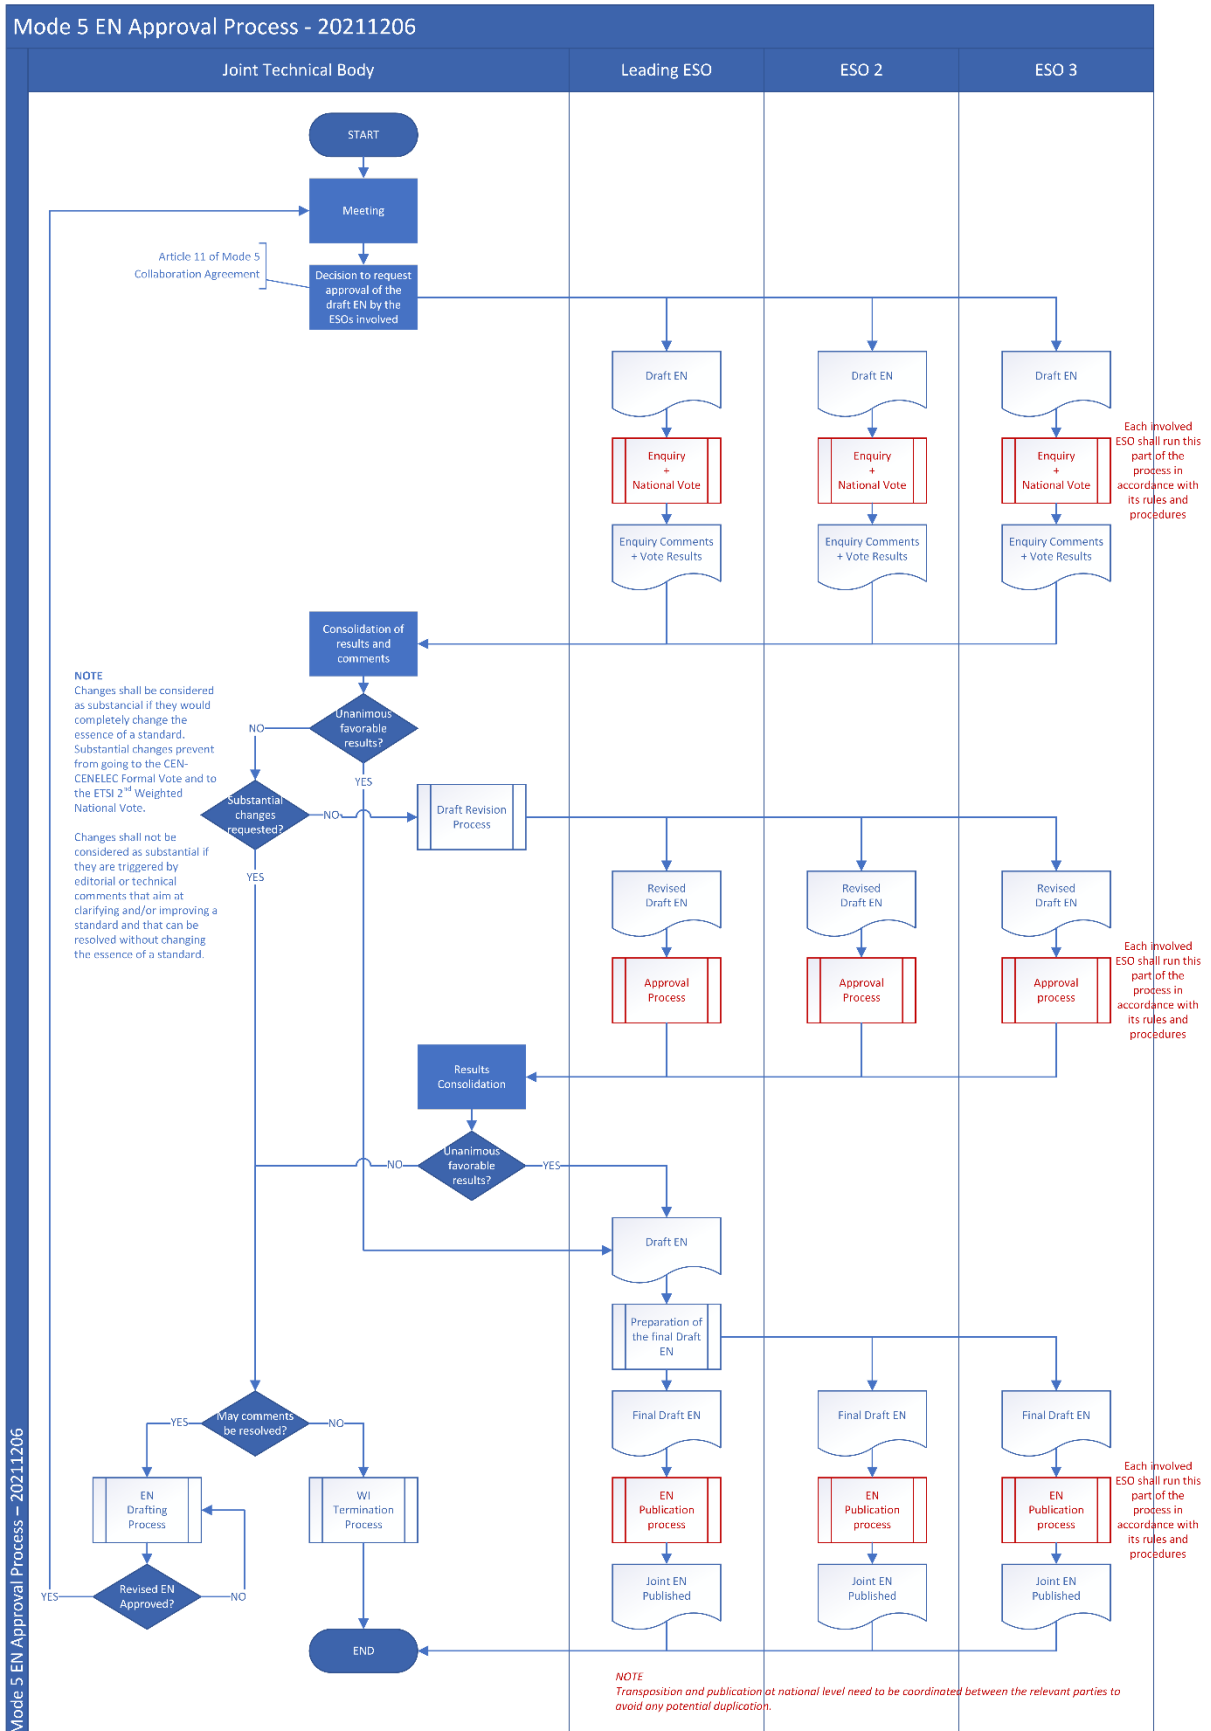 Mode 5 EN Approval Process - 20211206
Joint Technical Body
Leading ESO
ESO 2
ESO 3
START
Meeting
Article 11 of Mode 5
Collaboration Agreement
Decision to request
approval of the
draft EN by the
ESOs involved
Draft EN
Draft EN
Draft EN
Enquiry
+
National Vote
Enquiry
+
National Vote
Enquiry
+
National Vote
Each involved
ESO shall run this
part of the
process in
accordance with
its rules and
procedures
Enquiry Comments
+ Vote Results
Enquiry Comments
+ Vote Results
Enquiry Comments
+ Vote Results
Consolidation of
results and
comments
NOTE
Changes shall be considered
as substancial if they would
completely change the
essence of a standard.
Substantial changes prevent
from going to the CEN-
CENELEC Formal Vote and to
the ETSI 2nd Weighted
National Vote.
Changes shall not be
considered as substantial if
they are triggered by
editorial or technical
comments that aim at
clarifying and/or improving a
standard and that can be
resolved without changing
the essence of a standard.
Unanimous
favorable
results?
NO
YES
Substantial
changes
requested?
NO
YES
Draft Revision
Process
Revised
Draft EN
Revised
Draft EN
Revised
Draft EN
Approval
Process
Approval
Process
Approval
process
Each involved
ESO shall run this
part of the
process in
accordance with
its rules and
procedures
Results
Consolidation
Unanimous
favorable
results?
NO
YES
Draft EN
Preparation of
the final Draft
EN
Final Draft EN
Final Draft EN
Final Draft EN
May comments
be resolved?
YES
NO
EN
Drafting
Process
WI
Termination
Process
EN
Publication
process
EN
Publication
process
EN
Publication
process
Each involved
ESO shall run this
part of the
process in
accordance with
its rules and
procedures
Revised EN
Approved?
YES
NO
Joint EN
Published
Joint EN
Published
Joint EN
Published
END
NOTE
Transposition and publication at national level need to be coordinated between the relevant parties to
avoid any potential duplication.
Mode 5 EN Approval Process – 20211206